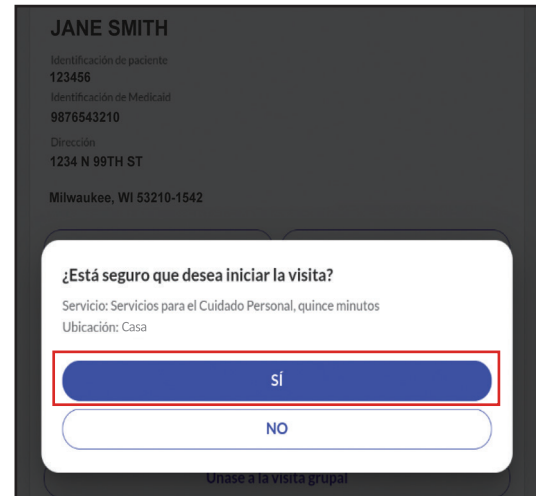 JANE SMITH
Identificación de paciente
123456
Identificación de Medicaid
9876543210
Dirección
1234 N 99TH ST
Milwaukee, WI 53210-1542
¿Está seguro que desea iniciar la visita?
Servicio: Servicios para el Cuidado Personal, quince minutos
Ubicación: Casa
SÍ
NO
Únase a la visita grupal